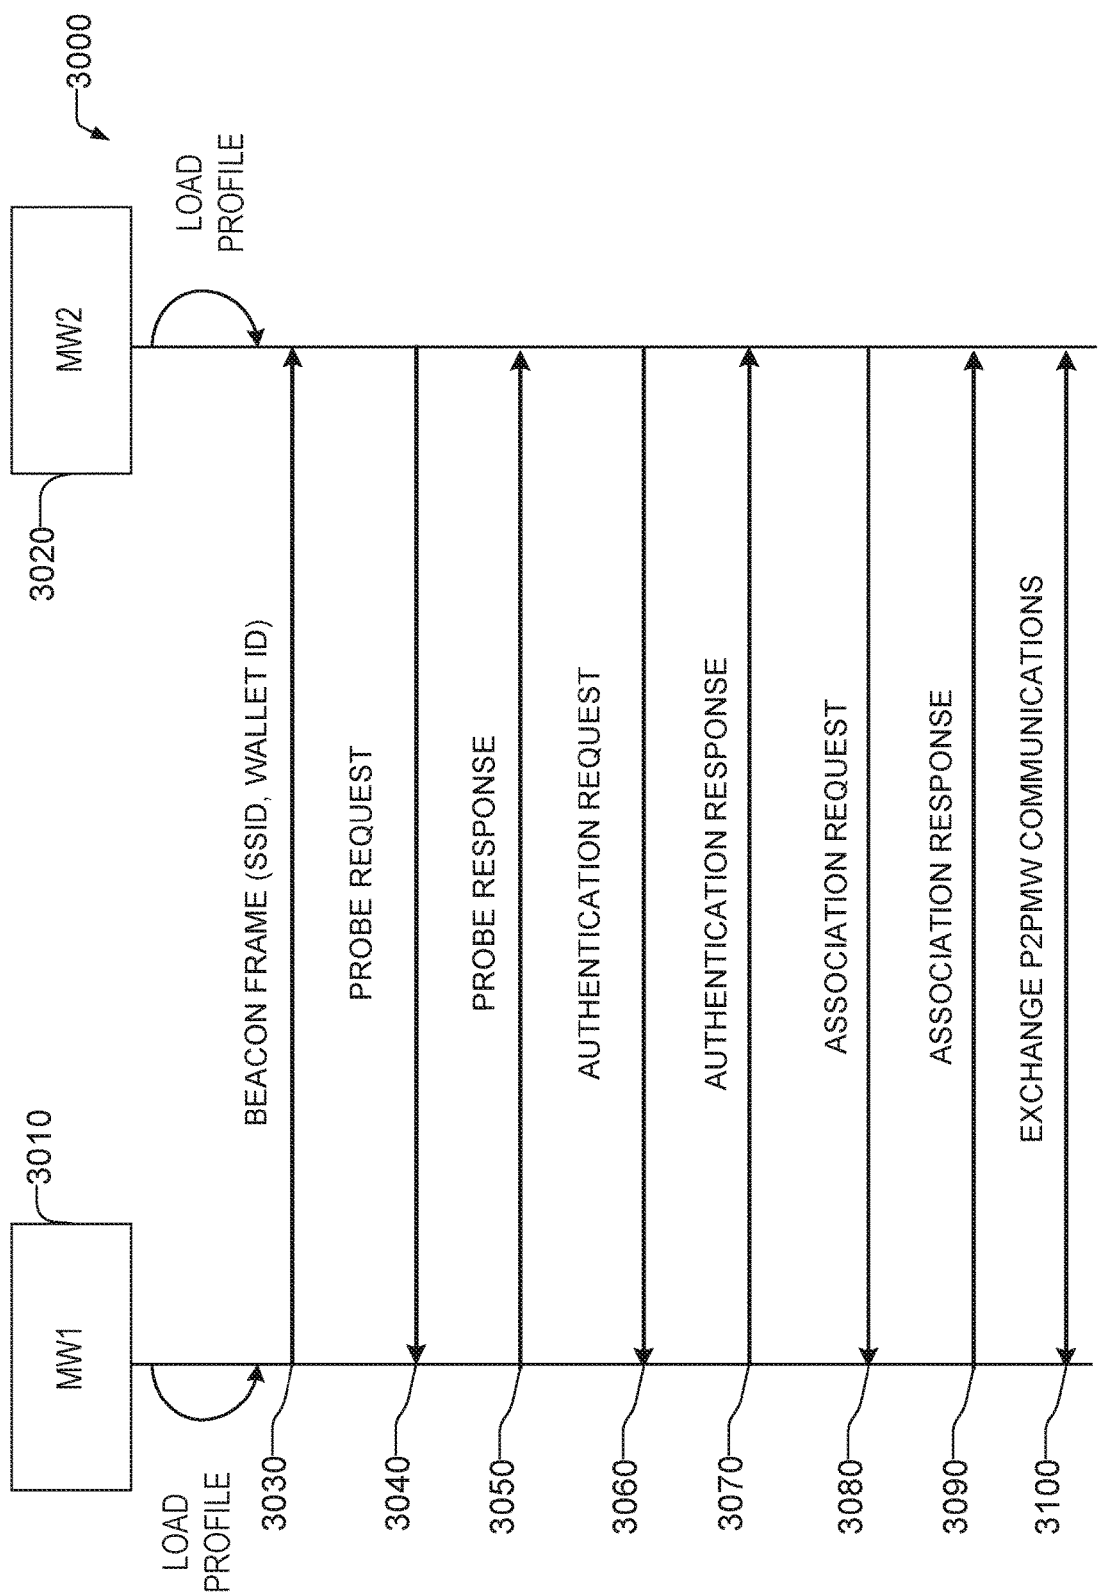 3000
3010
3020
MW1
MW2
LOAD
PROFILE
LOAD
PROFILE
3030
BEACON FRAME (SSID, WALLET ID)
3040
PROBE REQUEST
3050
PROBE RESPONSE
3060
AUTHENTICATION REQUEST
3070
AUTHENTICATION RESPONSE
3080
ASSOCIATION REQUEST
3090
ASSOCIATION RESPONSE
3100
EXCHANGE P2PMW COMMUNICATIONS